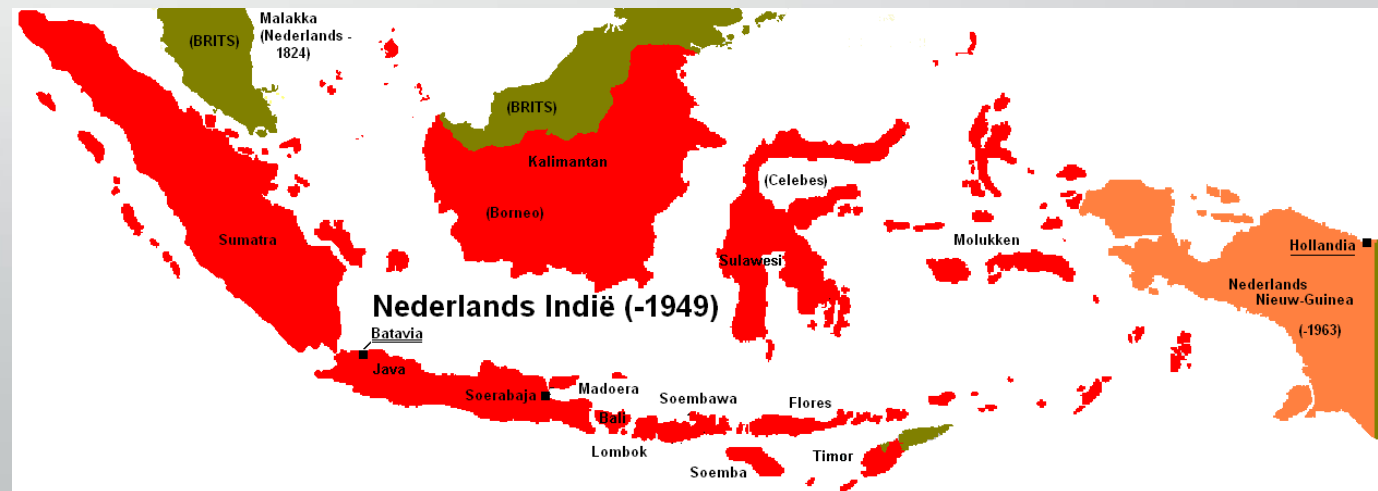 Malakka
(Nederlands -
1824)
(BRITS)
(BRITS)
Kalimantan
(Celebes)
(Borneo)
Sumatra
Molukken
Hollandia
Sulawesi
Nederlands
Nieuw-Guinea
(-1963)
Nederlands Indië (-1949)
Batavia
Java
Madoera
Soerabaja
Soembawa
Flores
Bali
Lombok
Timor
Soemba